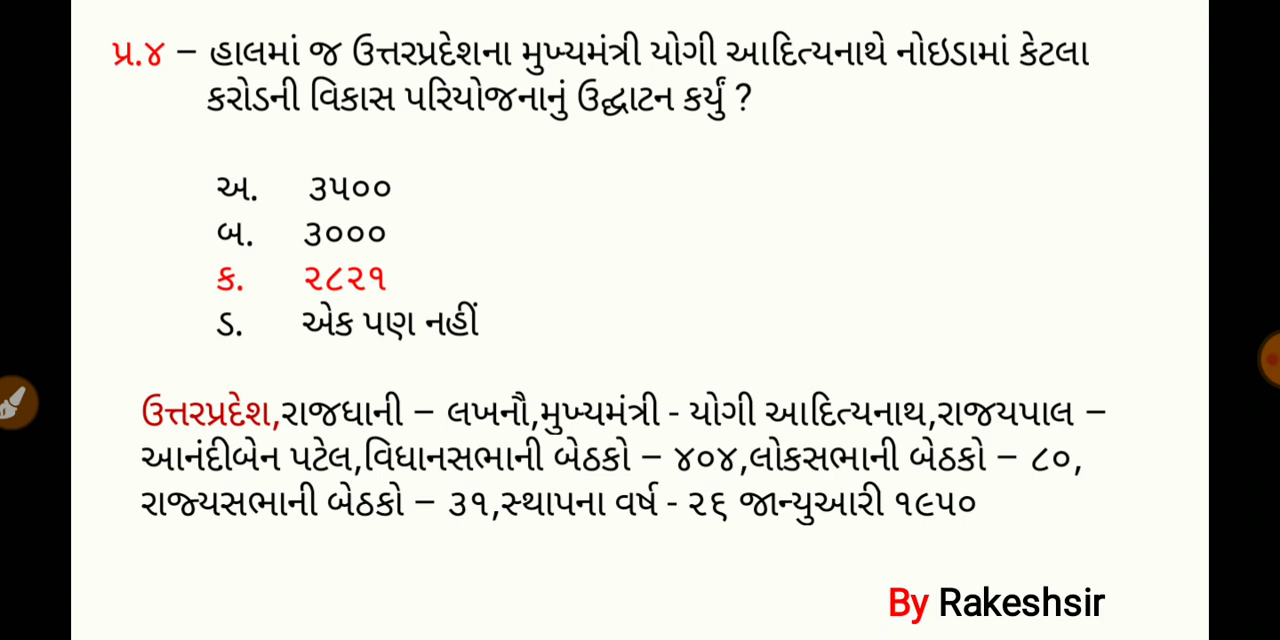 પ્ર.૪ – હાલમાં જ ઉત્તરપ્રદેશના મુખ્યમંત્રી યોગી આદિત્યનાથે નોઇડામાં કેટલા
કરોડની વિકાસ પરિયોજનાનું ઉદ્ઘાટન કર્યું ?
અ. ૩૫૦૦
બ. ૩૦૦૦
ક. ૨૮૨૧
ડ. એક પણ નહીં
ઉત્તરપ્રદેશ,રાજધાની – લખનૌ,મુખ્યમંત્રી - યોગી આદિત્યનાથ,રાજયપાલ –
આનંદીબેન પટેલ,વિધાનસભાની બેઠકો – ૪૦૪,લોકસભાની બેઠકો – ૮૦,
રાજ્યસભાની બેઠકો – ૩૧,સ્થાપના વર્ષ - ૨૬ જાન્યુઆરી ૧૯૫૦
By Rakeshsir